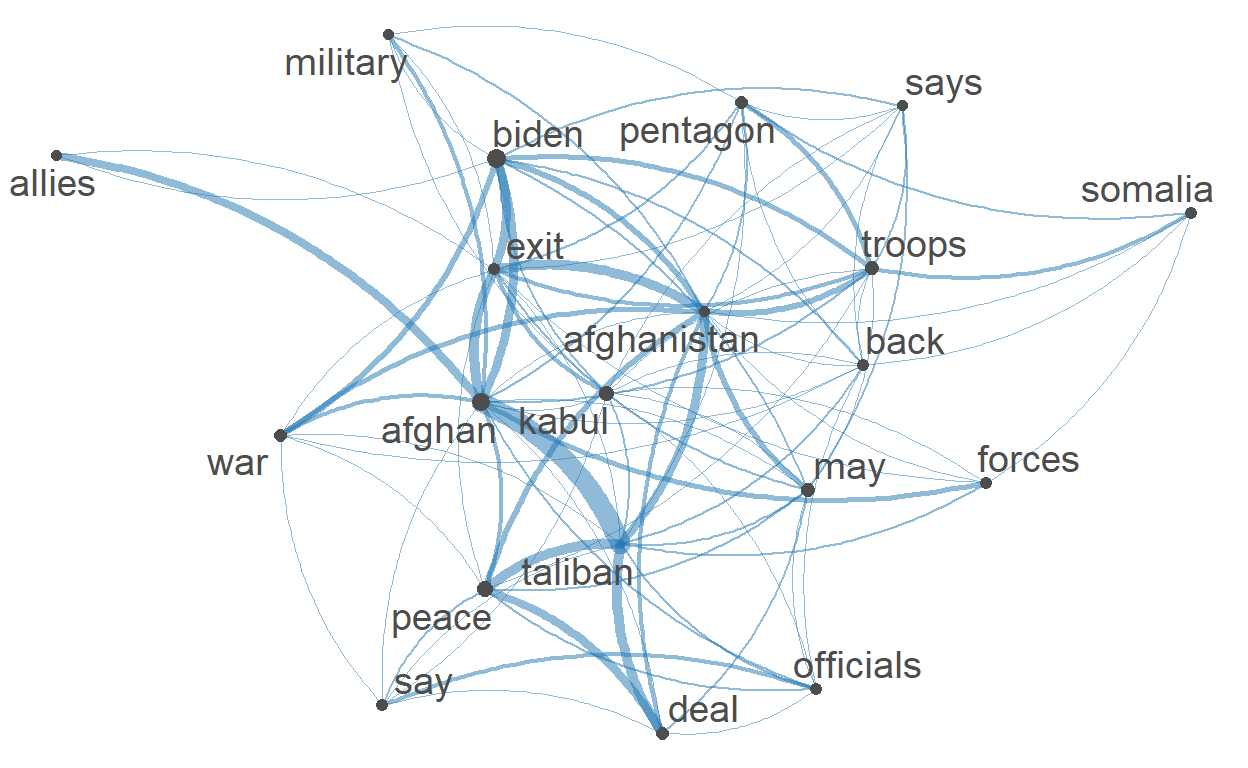 military
says
pentagon
biden
allies
somalia
exit
troops
afghanistan
back
afghan
kabul
war
may
forces
taliban
peace
officials
say
deal